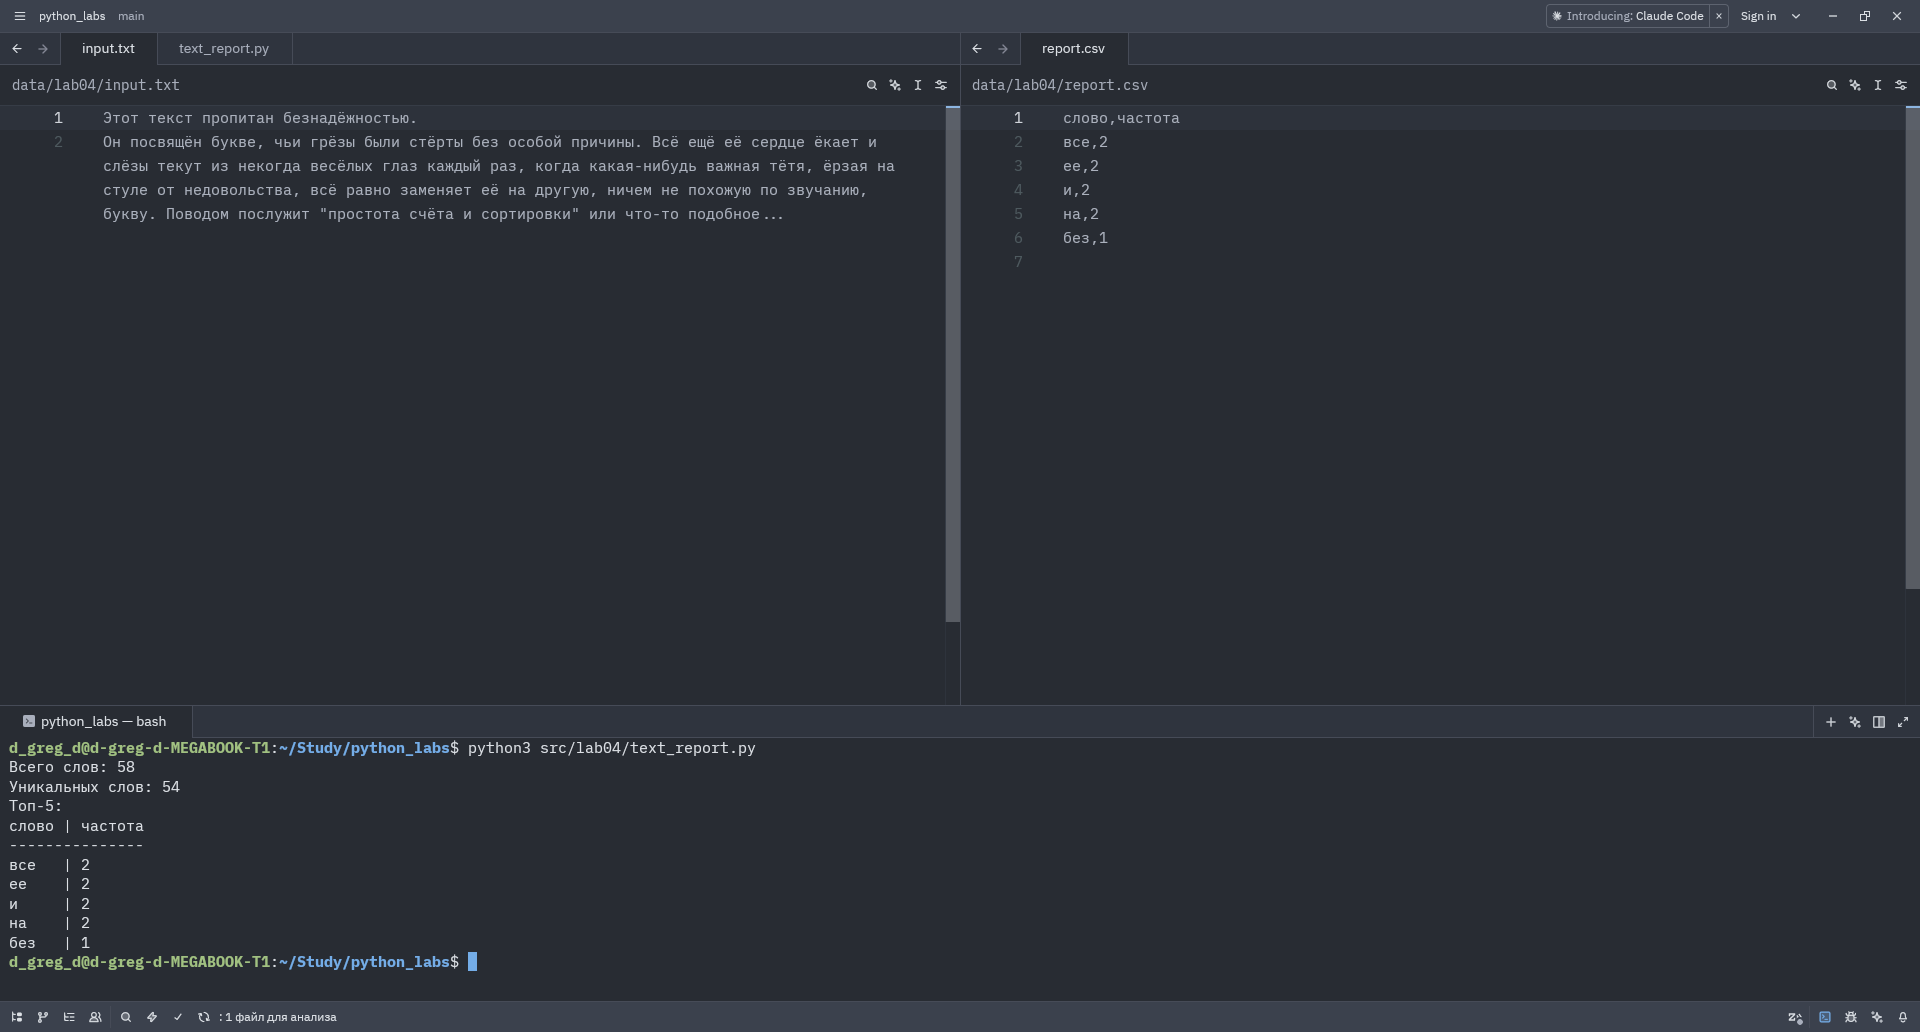 python_labs main
Introducing: Claude Code ×
Sign in
input.txt
text_report.py
report.csv
data/lab04/input.txt
1 Этот текст пропитан безнадёжностью.
2 Он посвящён букве, чьи грёзы были стёрты без особой причины. Всё ещё её сердце ёкает и
слёзы текут из некогда весёлых глаз каждый раз, когда какая-нибудь важная тётя, ёрзая на
стуле от недовольства, всё равно заменяет её на другую, ничем не похожую по звучанию,
букву. Поводом послужит "простота счёта и сортировки" или что-то подобное...
data/lab04/report.csv
1 слово,частота
2 все,2
3 ее,2
4 и,2
5 на,2
6 без,1
7
python_labs — bash
d_greg_d@d-greg-d-MEGABOOK-T1:~/Study/python_labs$ python3 src/lab04/text_report.py
Всего слов: 58
Уникальных слов: 54
Топ-5:
слово | частота
---------------
все   | 2
ее    | 2
и     | 2
на    | 2
без   | 1
d_greg_d@d-greg-d-MEGABOOK-T1:~/Study/python_labs$
: 1 файл для анализа